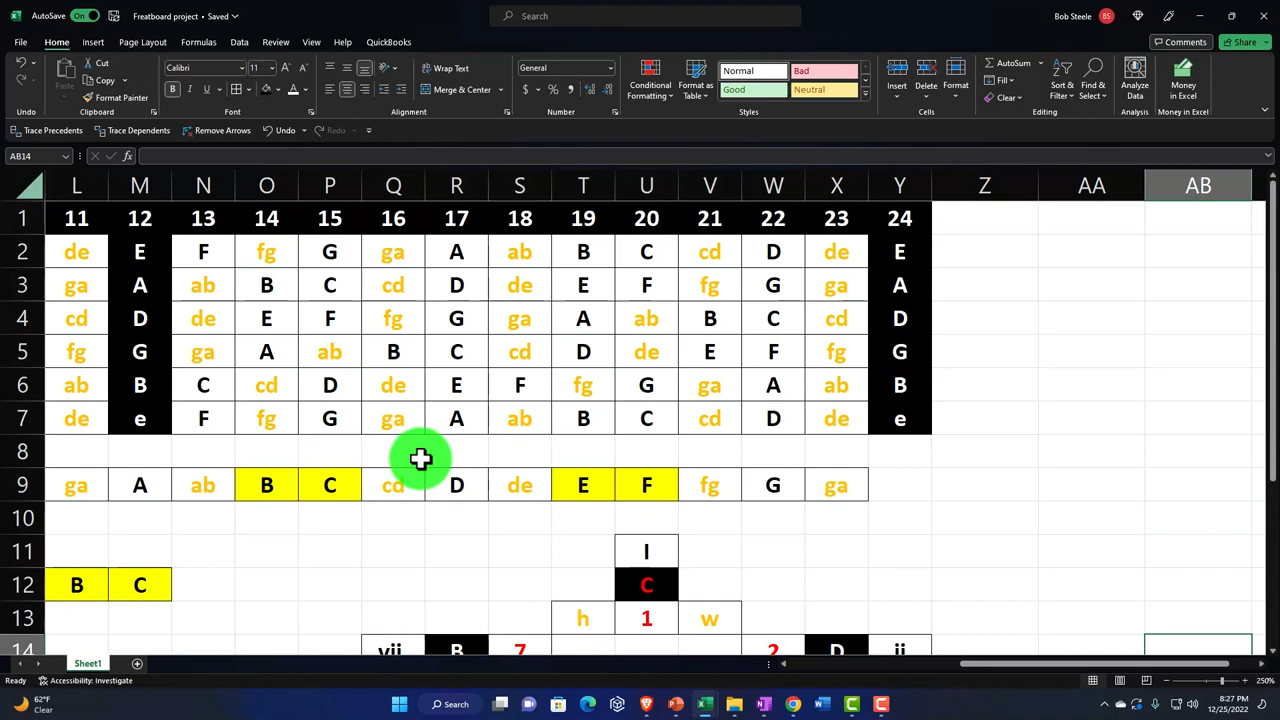 AutoSave On Freatboard project • Saved Search Bob Steele BS
File Home Insert Page Layout Formulas Data Review View Help QuickBooks Comments Share
Cut Calibri 11 Wrap Text General Normal Bad AutoSum
Paste Copy Merge & Center Conditional Formatting Format as Table Good Neutral Insert Delete Format Fill Sort & Filter Find & Select Analyze Data Money in Excel
Format Painter Clear
Undo Clipboard Font Alignment Number Styles Cells Editing Analysis Money in Excel
Trace Precedents Trace Dependents Remove Arrows Undo Redo
AB14 fx
L M N O P Q R S T U V W X Y Z AA AB
1 11 12 13 14 15 16 17 18 19 20 21 22 23 24
2 de E F fg G ga A ab B C cd D de E
3 ga A ab B C cd D de E F fg G ga A
4 cd D de E F fg G ga A ab B C cd D
5 fg G ga A ab B C cd D de E F fg G
6 ab B C cd D de E F fg G ga A ab B
7 de e F fg G ga A ab B C cd D de e
8
9 ga A ab B C cd D de E F fg G ga
10
11 I
12 B C C
13 h 1 w
14 vii B 7 2 D ii
Sheet1
Ready Accessibility: Investigate 250%
62°F Search 8:27 PM
Clear 12/25/2022